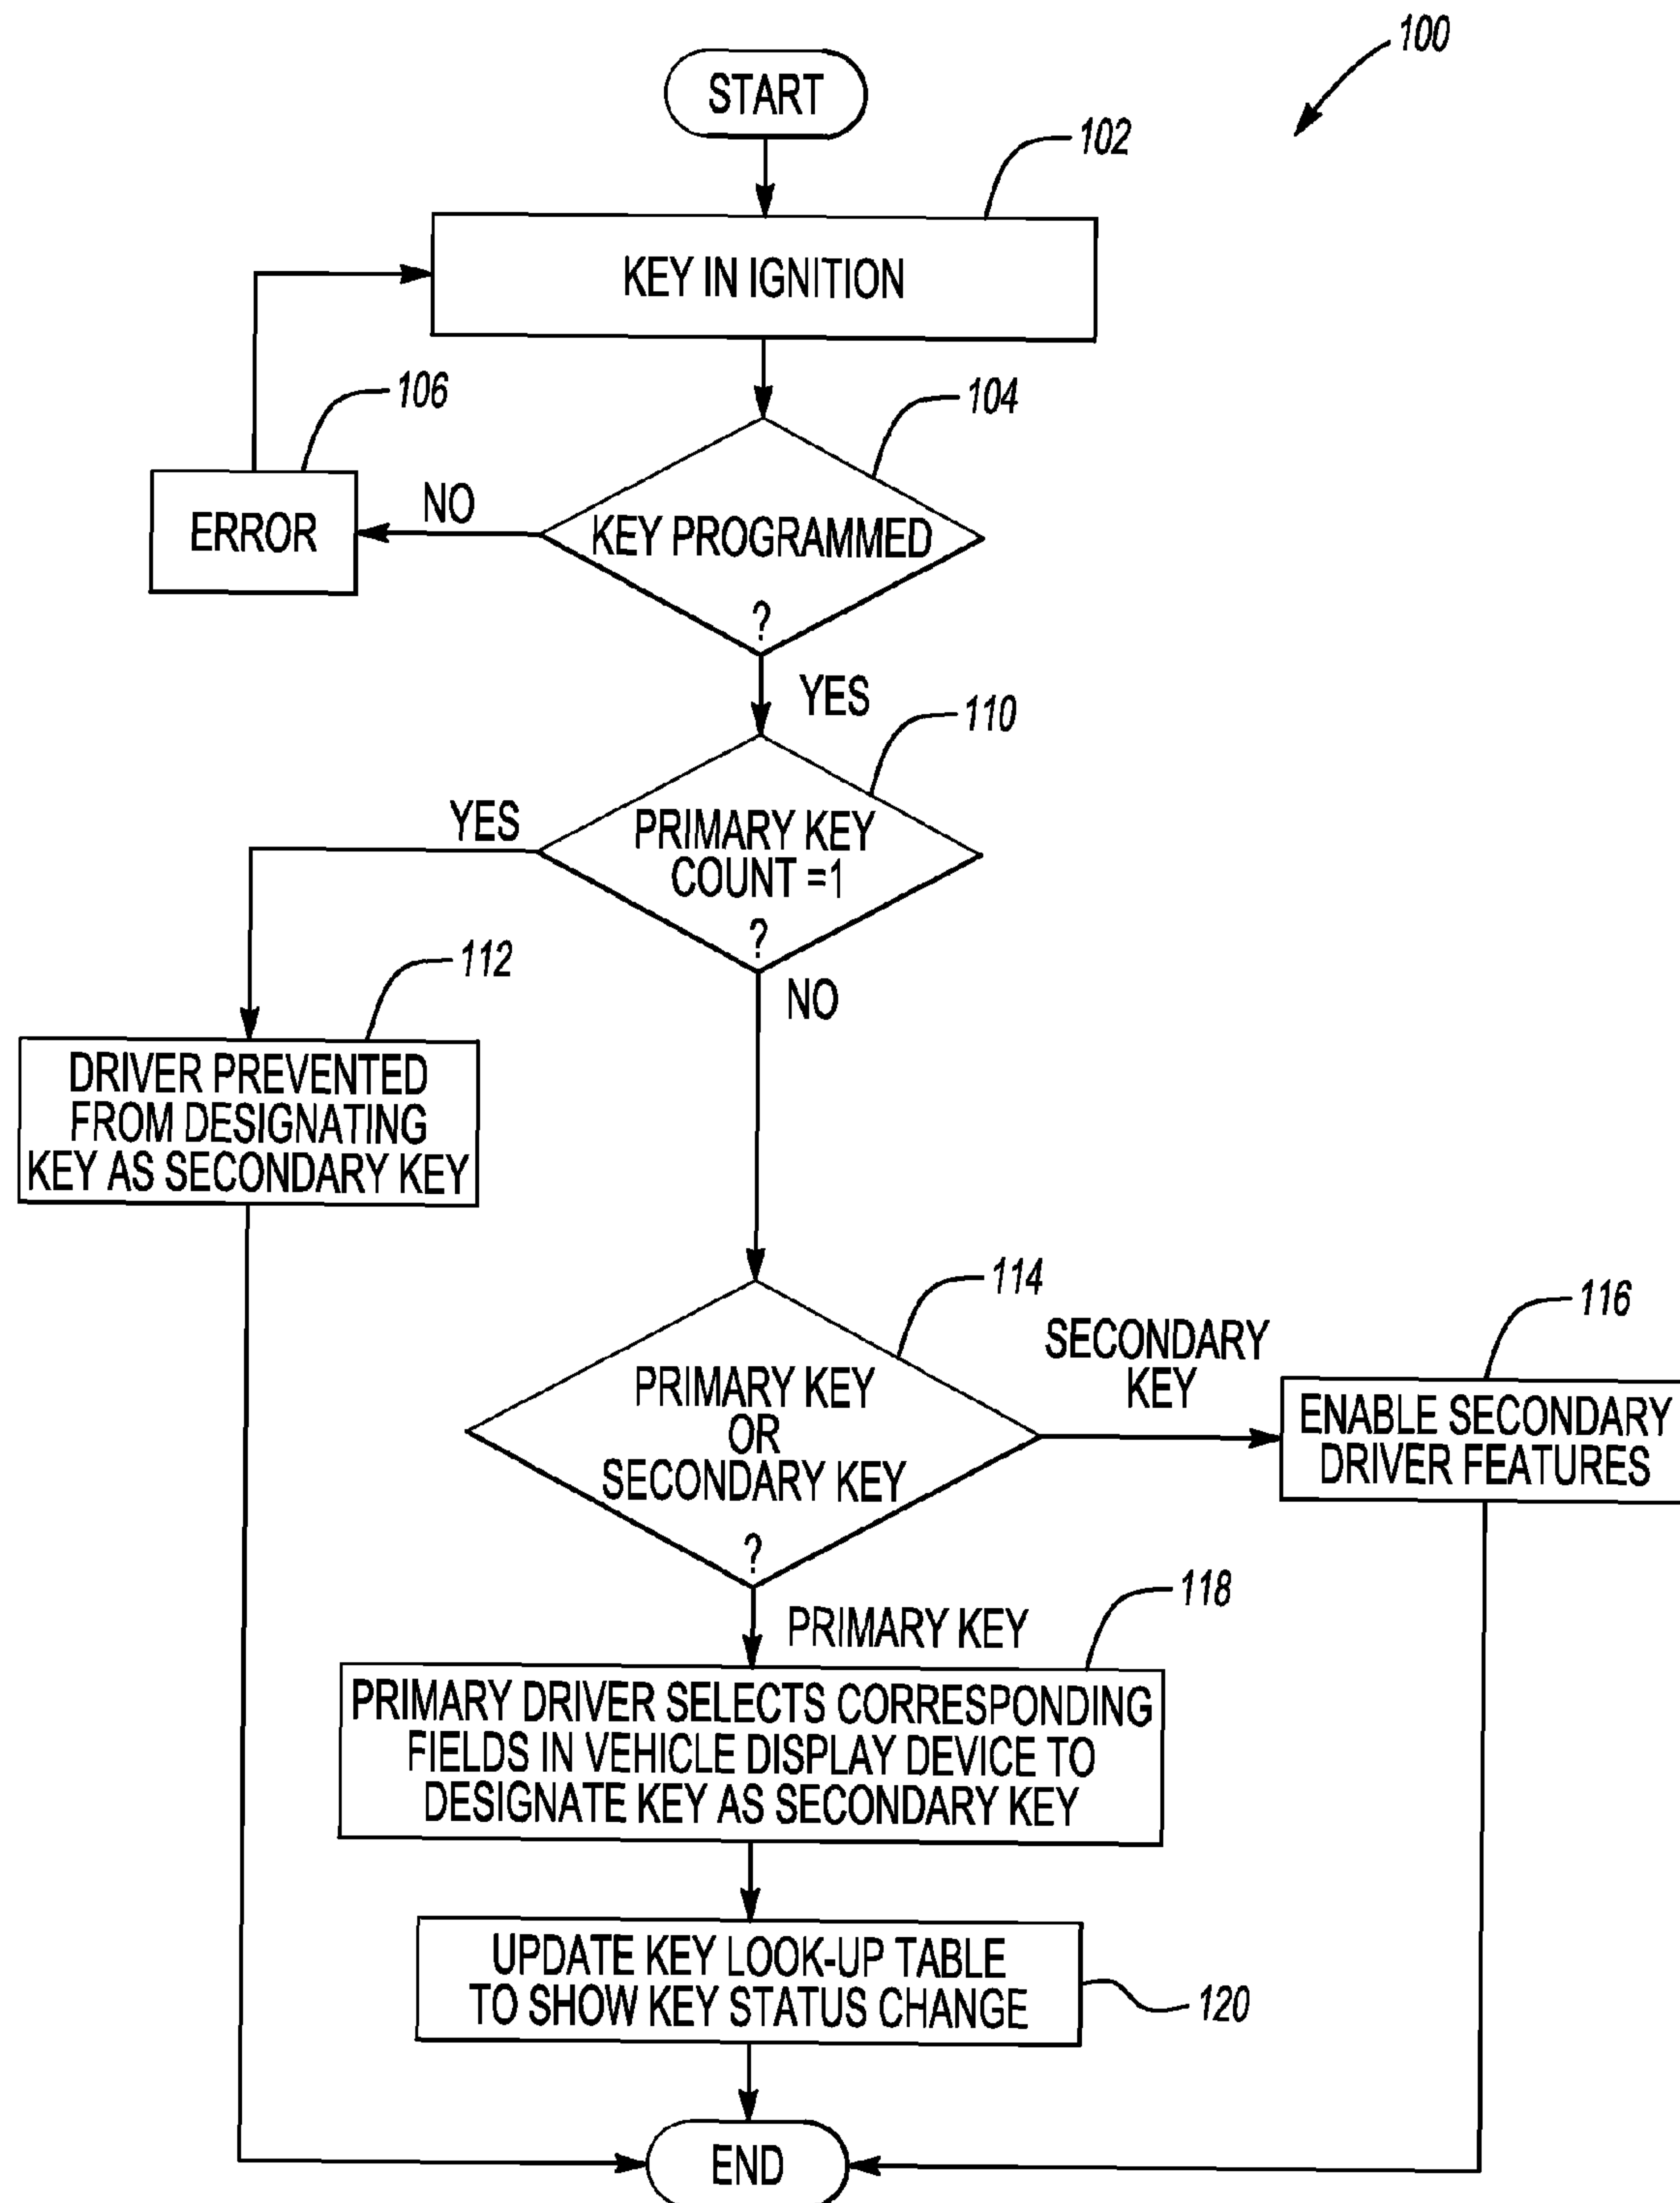 100
START
102
KEY IN IGNITION
106
104
ERROR
NO
KEY PROGRAMMED
?
YES
110
YES
PRIMARY KEY
COUNT =1
?
NO
112
DRIVER PREVENTED
FROM DESIGNATING
KEY AS SECONDARY KEY
114
PRIMARY KEY
OR
SECONDARY KEY
?
SECONDARY
KEY
116
ENABLE SECONDARY
DRIVER FEATURES
PRIMARY KEY
118
PRIMARY DRIVER SELECTS CORRESPONDING
FIELDS IN VEHICLE DISPLAY DEVICE TO
DESIGNATE KEY AS SECONDARY KEY
UPDATE KEY LOOK-UP TABLE
TO SHOW KEY STATUS CHANGE
120
END